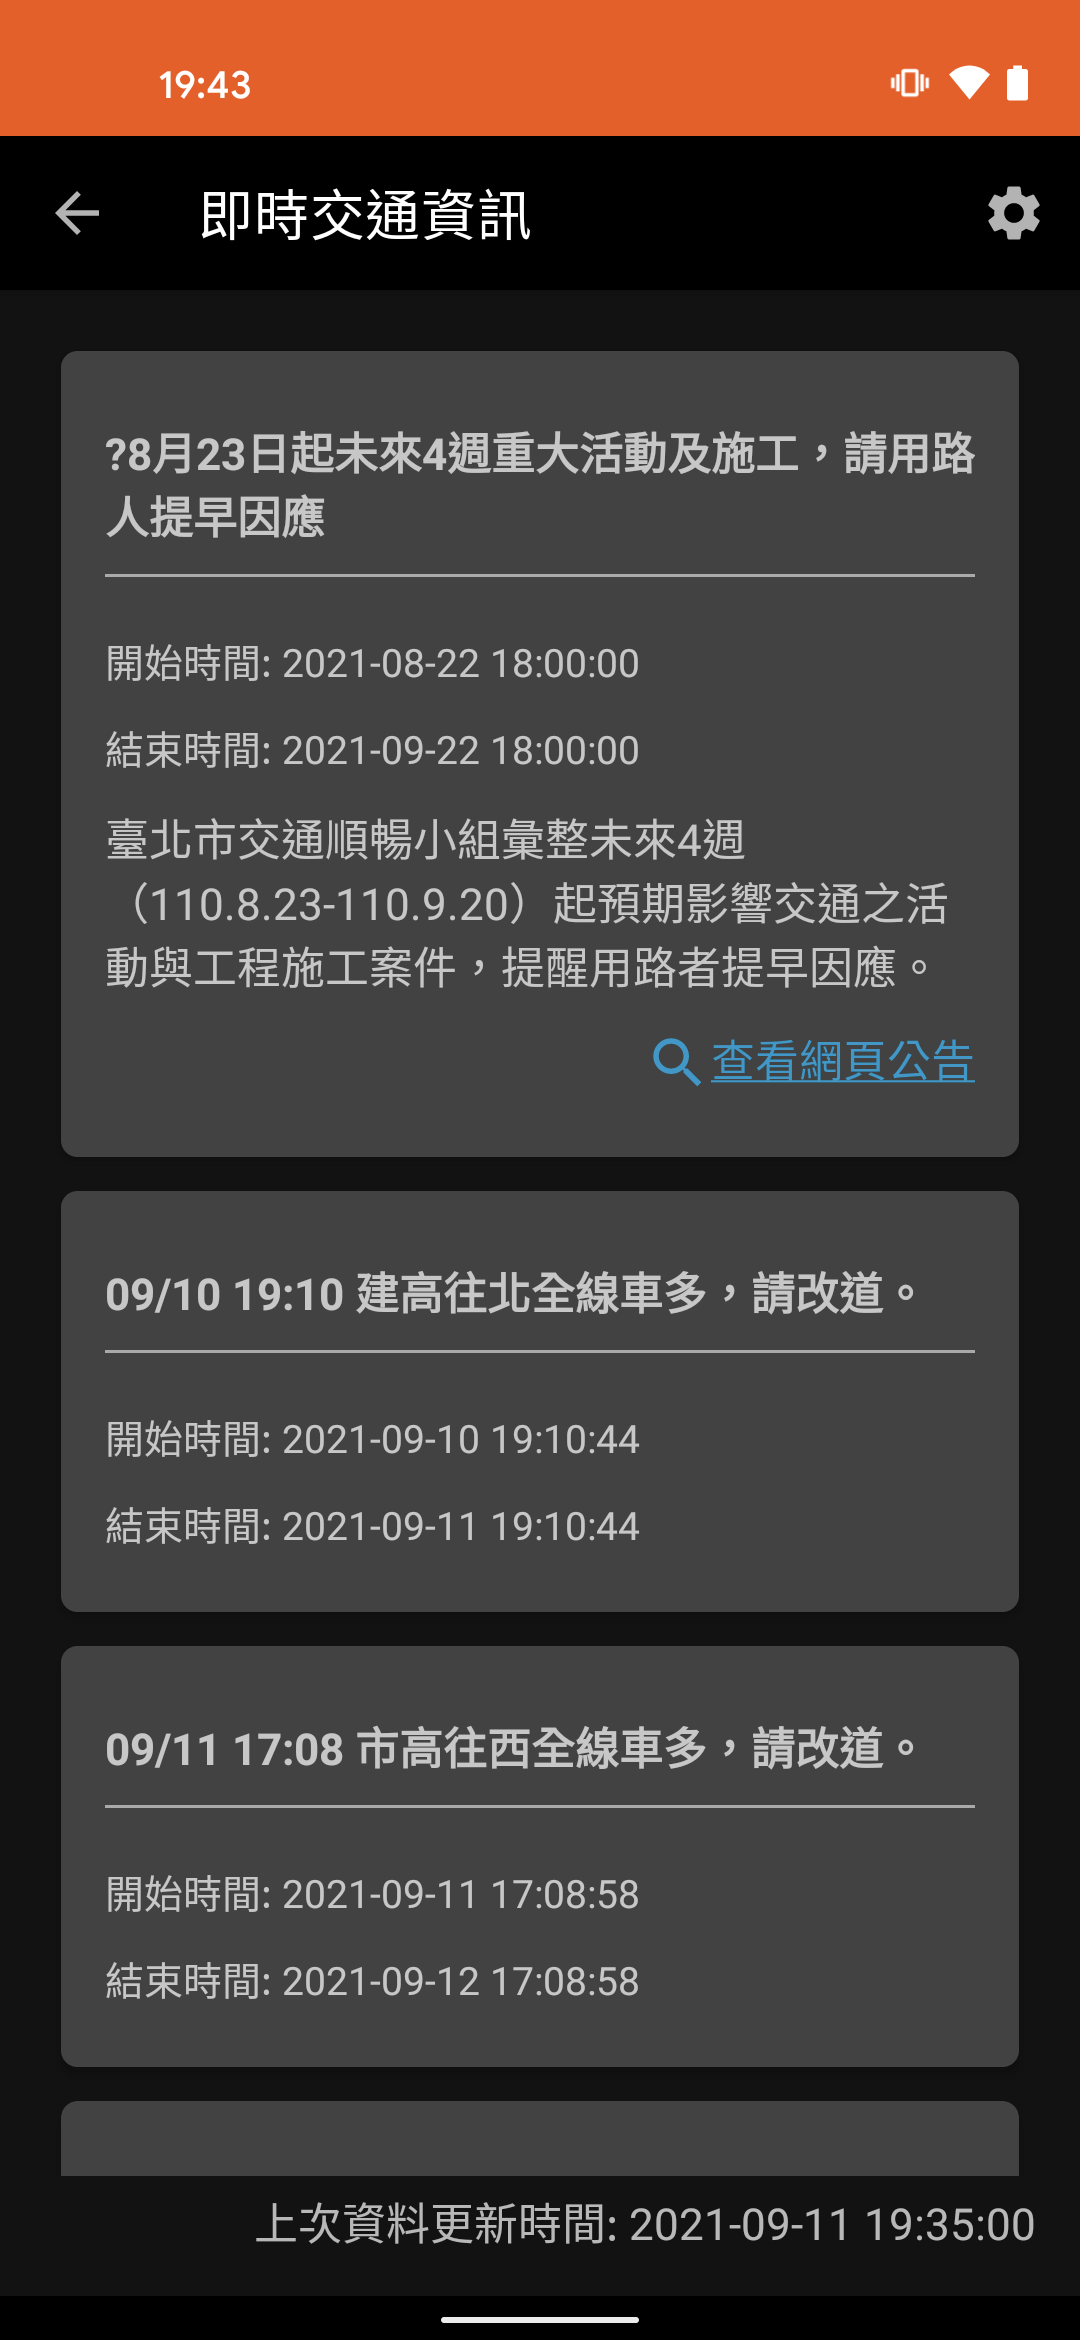 19:43
即時交通資訊
?8月23日起未來4週重大活動及施工，請用路
人提早因應
開始時間: 2021-08-22 18:00:00
結束時間: 2021-09-22 18:00:00
臺北市交通順暢小組彙整未來4週
（110.8.23-110.9.20）起預期影響交通之活
動與工程施工案件，提醒用路者提早因應。
查看網頁公告
09/10 19:10 建高往北全線車多，請改道。
開始時間: 2021-09-10 19:10:44
結束時間: 2021-09-11 19:10:44
09/11 17:08 市高往西全線車多，請改道。
開始時間: 2021-09-11 17:08:58
結束時間: 2021-09-12 17:08:58
上次資料更新時間: 2021-09-11 19:35:00